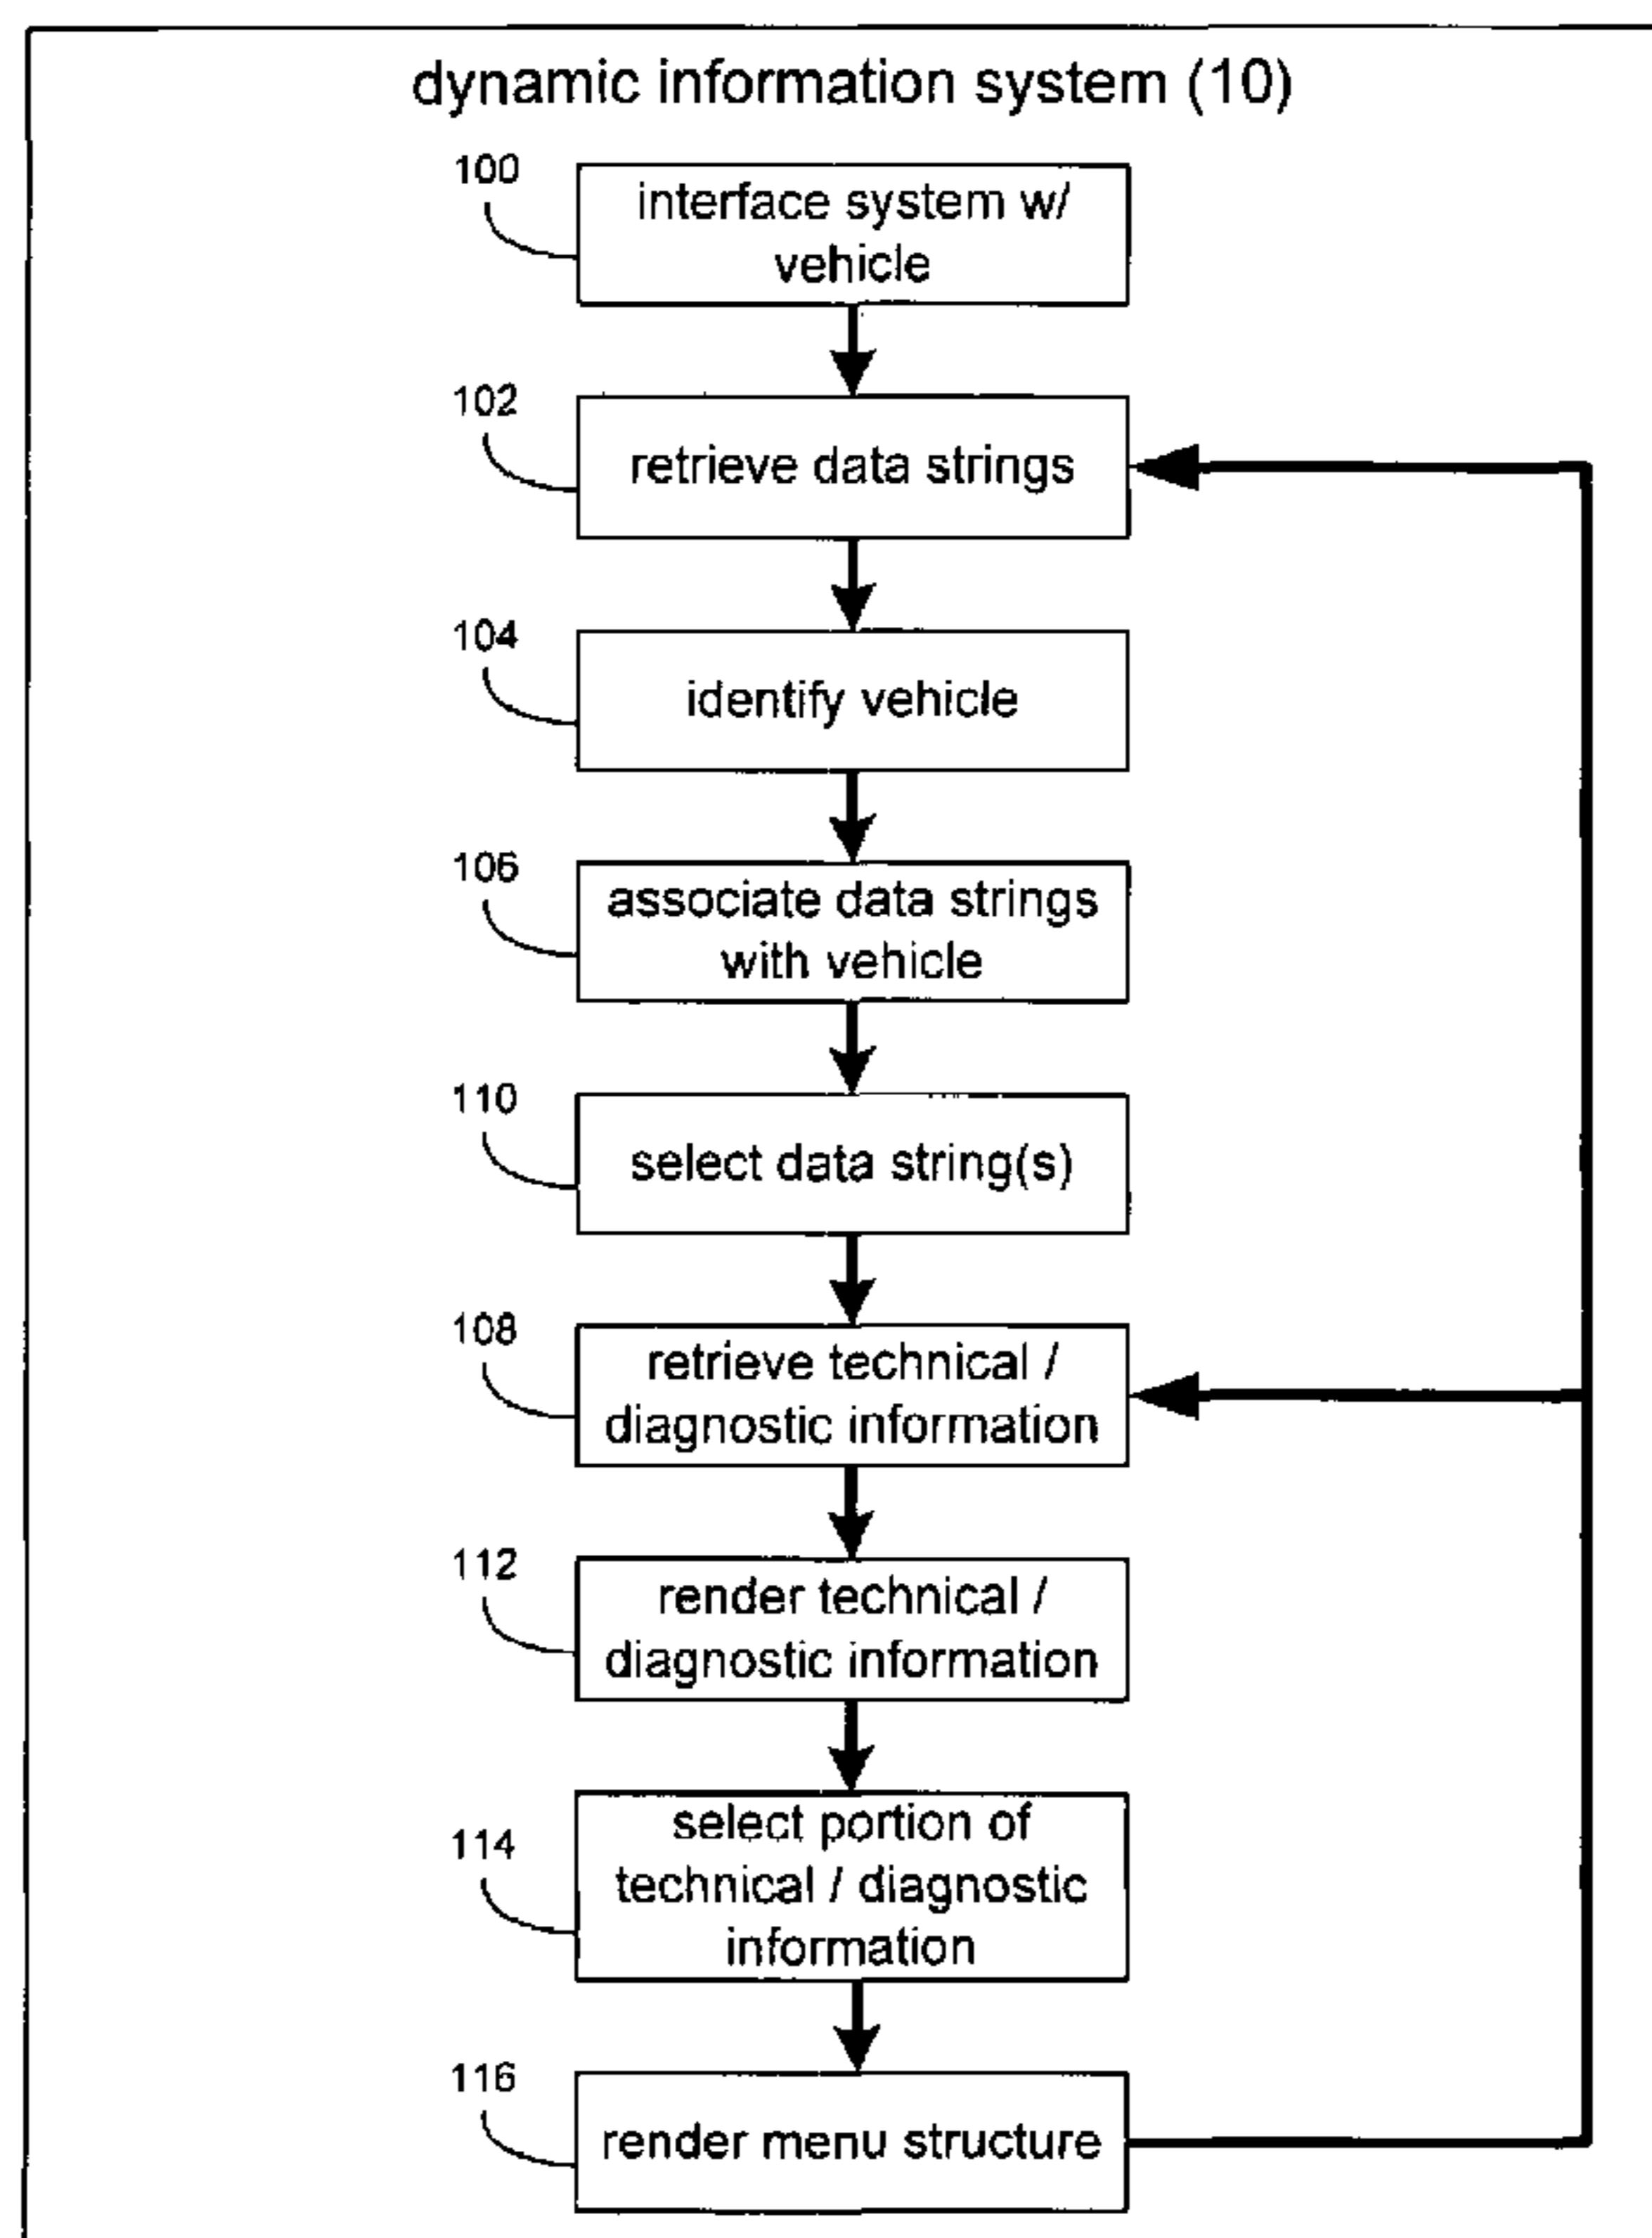 dynamic information system (10)
100
interface system w/
vehicle
102
retrieve data strings
104
identify vehicle
106
associate data strings
with vehicle
110
select data string(s)
108
retrieve technical /
diagnostic information
112
render technical /
diagnostic information
114
select portion of
technical / diagnostic
information
116
render menu structure